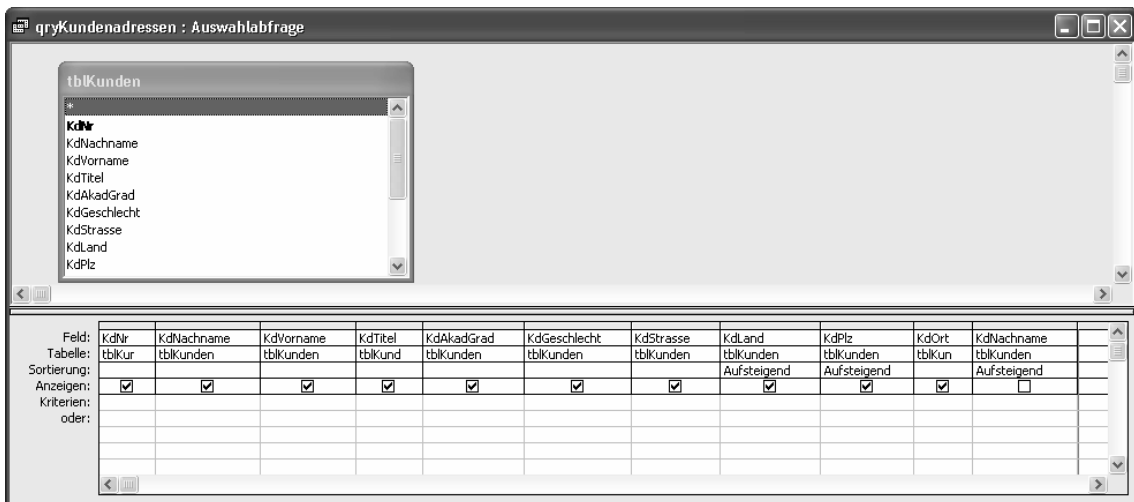 qryKundenadressen : Auswahlabfrage
tblKunden
*
KdNr
KdNachname
KdVorname
KdTitel
KdAkadGrad
KdGeschlecht
KdStrasse
KdLand
KdPlz
Feld: KdNr KdNachname KdVorname KdTitel KdAkadGrad KdGeschlecht KdStrasse KdLand KdPlz KdOrt KdNachname
Tabelle: tblKur tblKunden tblKunden tblKund tblKunden tblKunden tblKunden tblKunden tblKunden tblKun tblKunden
Sortierung: Aufsteigend Aufsteigend Aufsteigend
Anzeigen:
Kriterien:
oder: